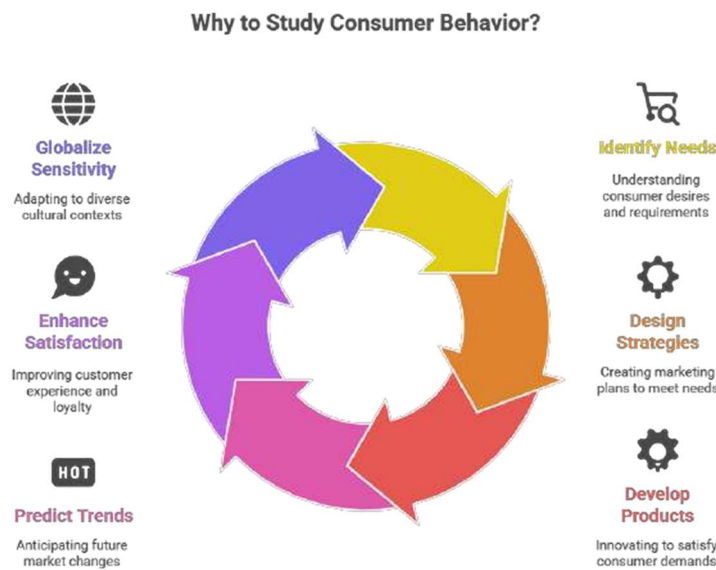 Why to Study Consumer Behavior?
Globalize
Sensitivity
Adapting to diverse
cultural contexts
Enhance
Satisfaction
Improving customer
experience and
loyalty
HOT
Predict Trends
Anticipating future
market changes
Identify Needs
Understanding
consumer desires
and requirements
Design
Strategies
Creating marketing
plans to meet needs
Develop
Products
Innovating to satisfy
consumer demands